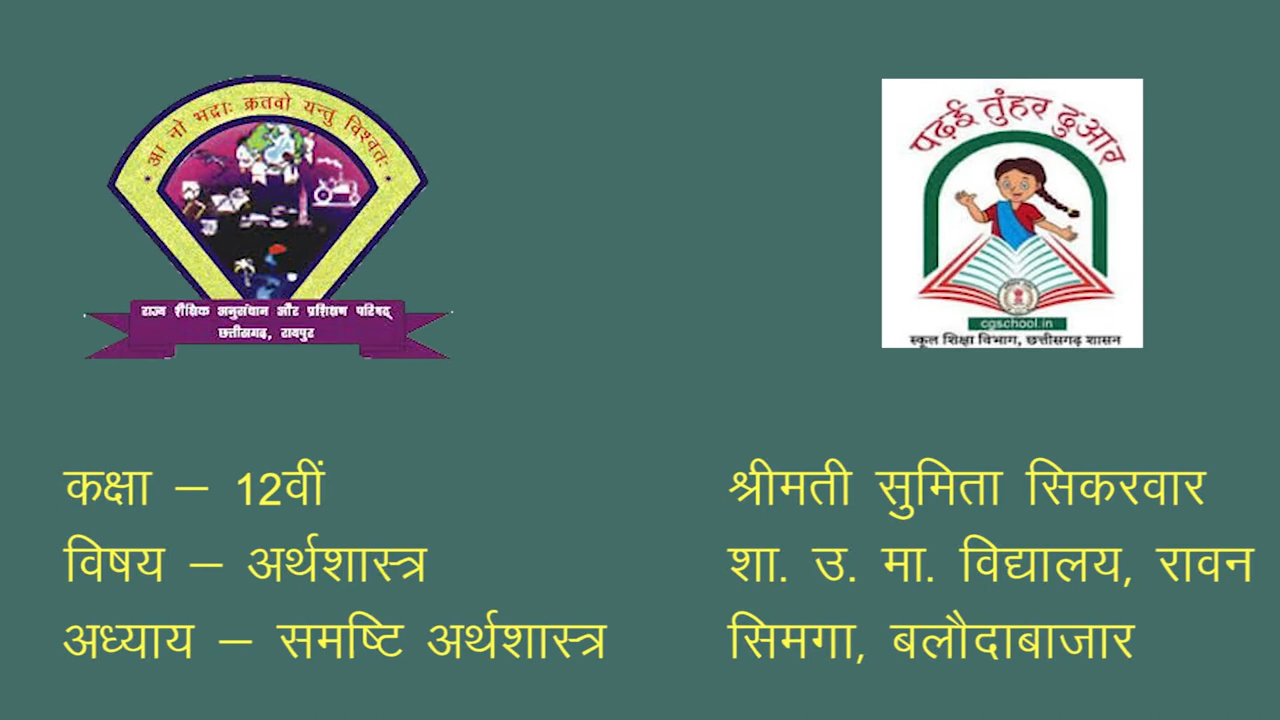 आ नो भद्राः क्रतवो यन्तु विश्वतः
राज्य शैक्षिक अनुसंधान और प्रशिक्षण परिषद्
छत्तीसगढ़, रायपुर
पढ़ई तुंहर दुआर
cgschool.in
स्कूल शिक्षा विभाग, छत्तीसगढ़ शासन
कक्षा – 12वीं
विषय – अर्थशास्त्र
अध्याय – समष्टि अर्थशास्त्र
श्रीमती सुमिता सिकरवार
शा. उ. मा. विद्यालय, रावन
सिमगा, बलौदाबाजार